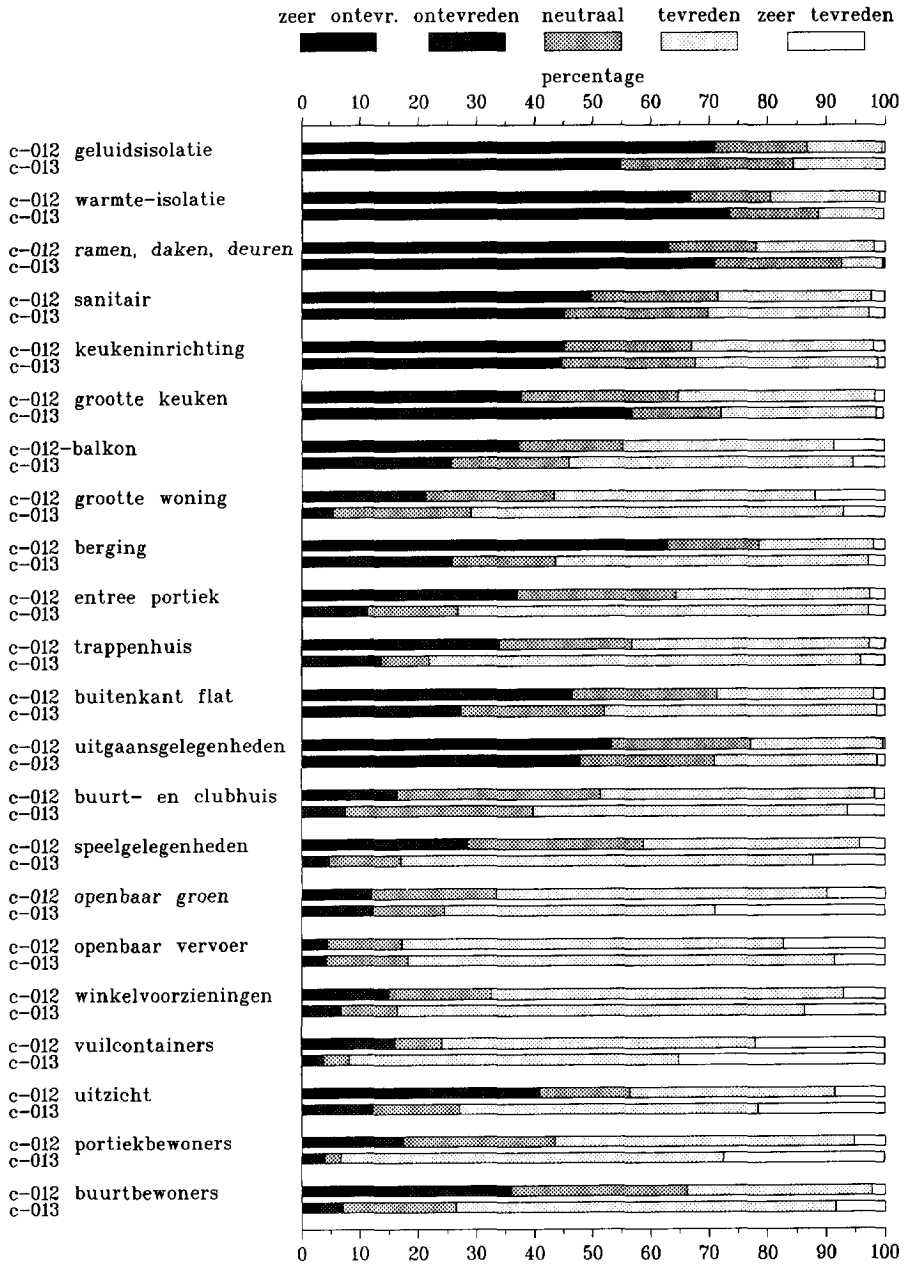 zeer ontevr. ontevreden neutraal tevreden zeer tevreden
percentage
0 10 20 30 40 50 60 70 80 90 100
c-012 geluidsisolatie
c-013
c-012 warmte-isolatie
c-013
c-012 ramen, daken, deuren
c-013
c-012 sanitair
c-013
c-012 keukeninrichting
c-013
c-012 grootte keuken
c-013
c-012-balkon
c-013
c-012 grootte woning
c-013
c-012 berging
c-013
c-012 entree portiek
c-013
c-012 trappenhuis
c-013
c-012 buitenkant flat
c-013
c-012 uitgaansgelegenheden
c-013
c-012 buurt- en clubhuis
c-013
c-012 speelgelegenheden
c-013
c-012 openbaar groen
c-013
c-012 openbaar vervoer
c-013
c-012 winkelvoorzieningen
c-013
c-012 vuilcontainers
c-013
c-012 uitzicht
c-013
c-012 portiekbewoners
c-013
c-012 buurtbewoners
c-013
0 10 20 30 40 50 60 70 80 90 100